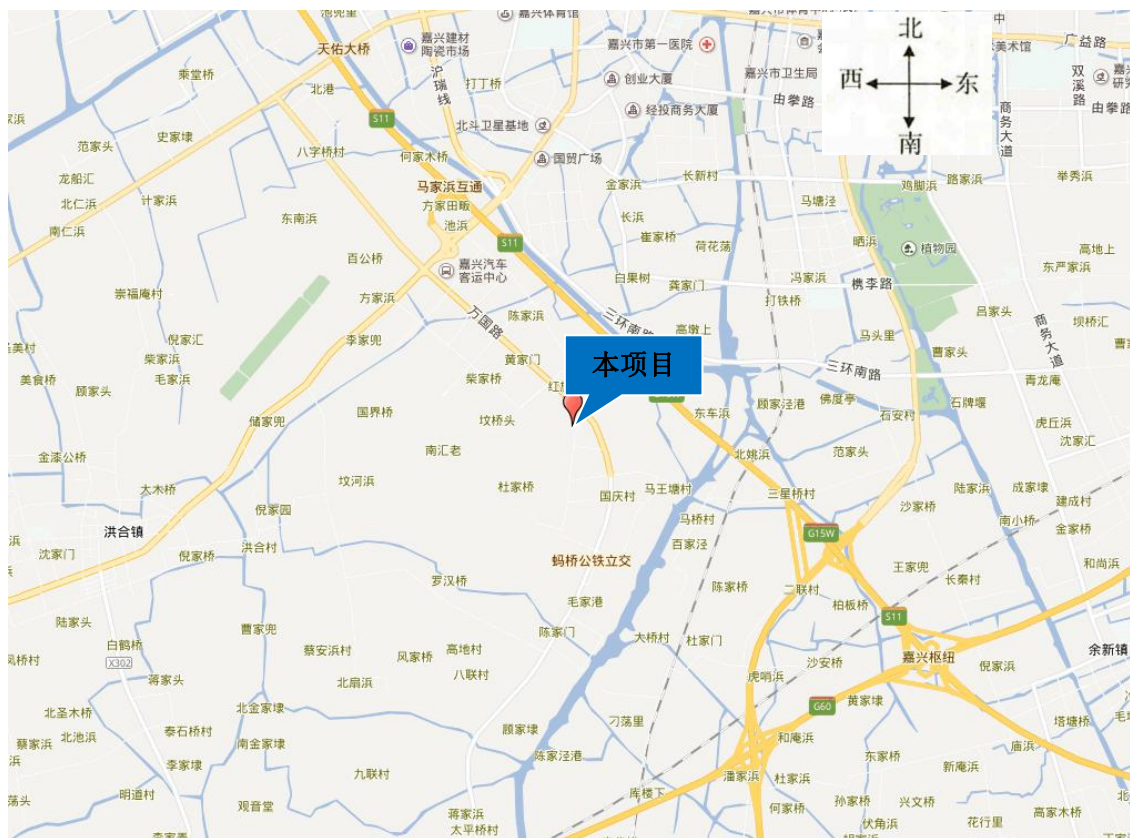 池兜里
嘉兴体育馆
北
中
天佑大桥
嘉兴建材
陶瓷市场
嘉兴市第一医院
美术馆
广益路
沪瑞线
西
东
双溪路
乘堂桥
打丁桥
创业大厦
嘉兴市卫生局
北港
S11
经投商务大厦
由拳路
商务大道
由拳路
史家埭
北斗卫星基地
南
范家头
八字桥村
何家木桥
国贸广场
龙船汇
马家浜互通
金家浜
长新村
鸡脚浜
路家浜
举秀浜
计家浜
方家田畈
马塘泾
北仁浜
东南浜
池浜
长浜
南仁浜
S11
崔家桥
荷花荡
晒浜
植物园
高地上
百公桥
嘉兴汽车
客运中心
白果树
龚家门
冯家浜
东严家浜
崇福庵村
方家浜
携李路
打铁桥
吕家头
万国路
陈家浜
三环南路
高墩上
商务大道
坝桥汇
倪家汇
李家兜
马头里
柴家浜
黄家门
本项目
曹家头
美食桥
毛家浜
柴家桥
三环南路
青龙庵
顾家头
国界桥
顾家泾港
佛度亭
石牌堰
储家兜
坟桥头
东车浜
石安村
虎丘浜
南汇老
沈家汇
金漆公桥
北姚浜
范家头
坟河浜
杜家桥
大木桥
国庆村
马王塘村
三星桥村
陆家浜
成家埭
倪家园
沙家桥
建成村
洪合镇
马桥村
南小桥
金家桥
洪合村
G15W
沈家门
倪家桥
百家泾
蚂桥公铁立交
王家兜
和尚浜
罗汉桥
陈家桥
二联村
长秦村
毛家港
柏板桥
陆家头
曹家兜
S11
陈家门
大桥村
杜家门
白鹤桥
蔡安浜村
高地村
余新镇
X302
风家桥
沙安桥
嘉兴枢纽
倪家浜
蒋家头
北扇浜
八联村
虎哨浜
G60
黄家埭
北圣木桥
北金家埭
刁荡里
塔塘桥
泰石桥村
顾家埭
和庵浜
北池浜
蔡家浜
南金家埭
陈家泾港
东家桥
庙浜
李家埭
九联村
潘家浜
杜家浜
新庵浜
明道村
库楼下
观音堂
蒋家浜
何家桥
孙家桥
兴文桥
高家木桥
太平桥村
伏角浜
花行里